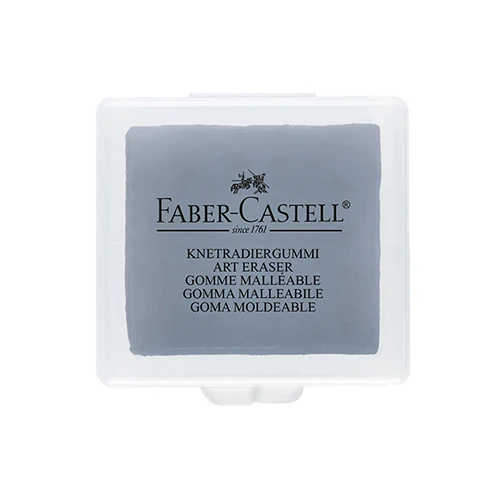 FABER-CASTELL®
since 1761
KNETRADIERGUMMI
ART ERASER
GOMME MALLÉABLE
GOMMA MALLEABILE
GOMA MOLDEABLE